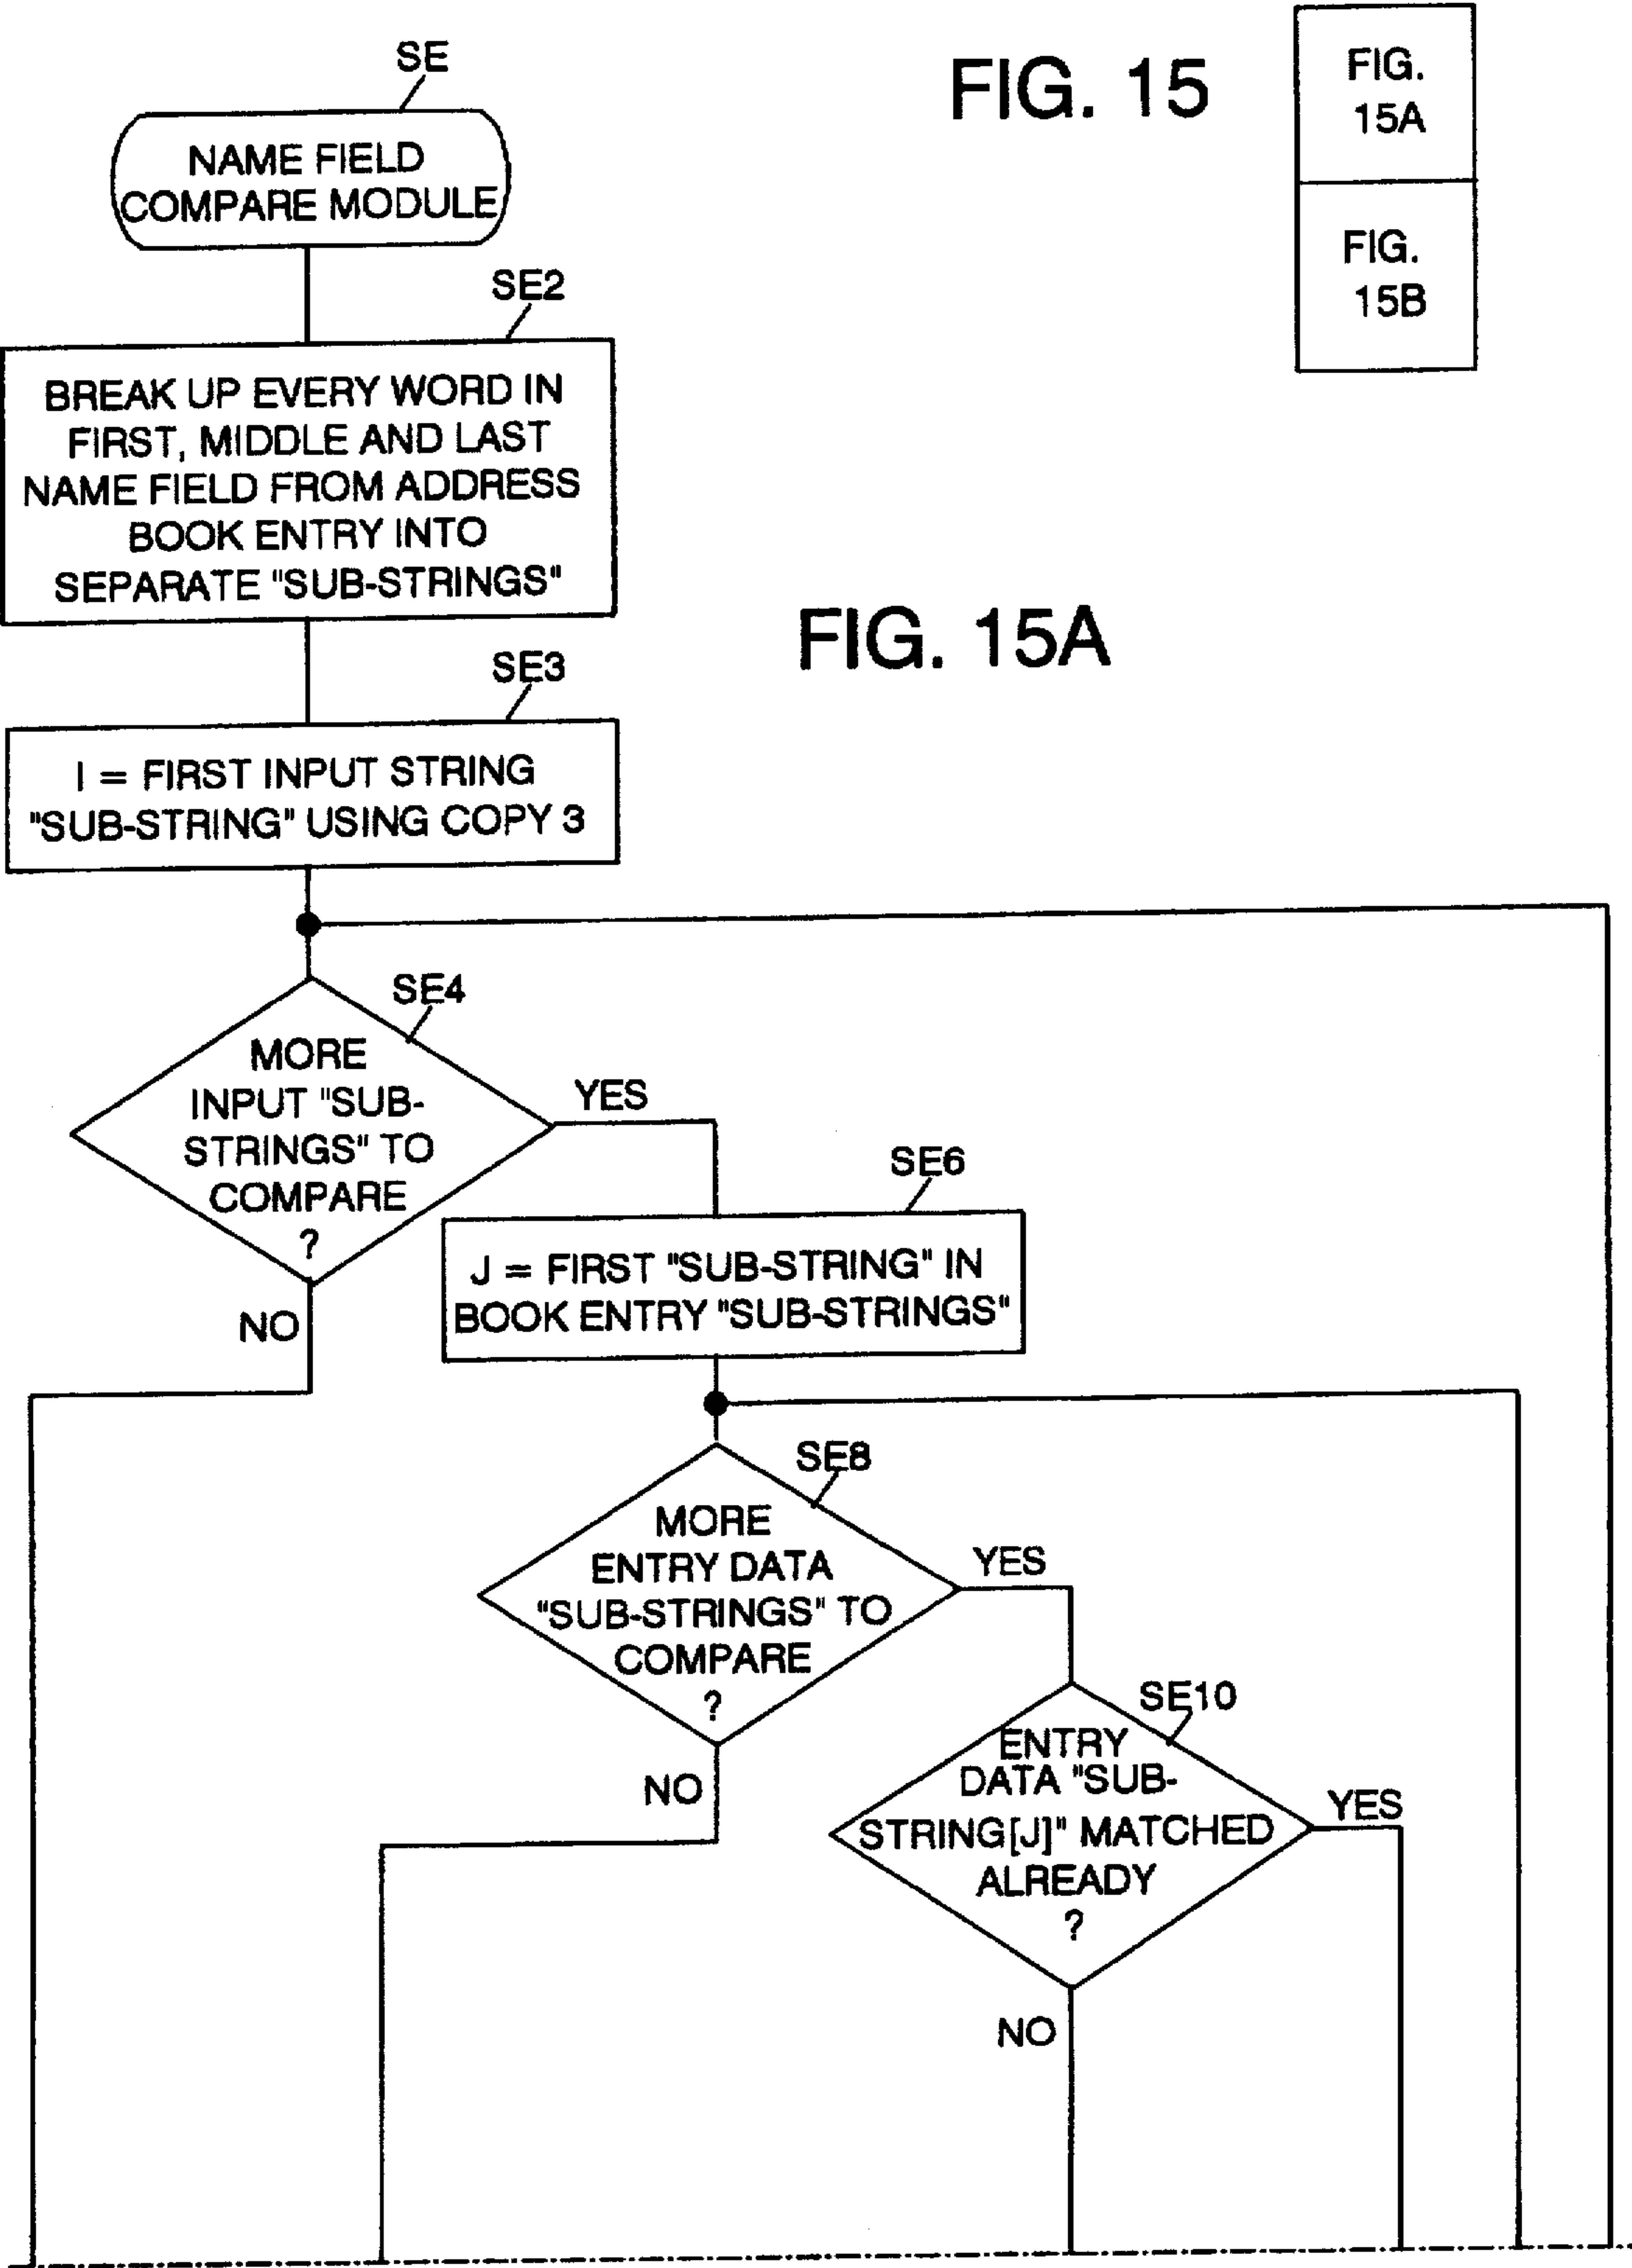 SE
FIG. 15
FIG.
15A
FIG.
15B
NAME FIELD
COMPARE MODULE
SE2
BREAK UP EVERY WORD IN
FIRST, MIDDLE AND LAST
NAME FIELD FROM ADDRESS
BOOK ENTRY INTO
SEPARATE "SUB-STRINGS"
FIG. 15A
SE3
I = FIRST INPUT STRING
"SUB-STRING" USING COPY 3
SE4
MORE
INPUT "SUB-
STRINGS" TO
COMPARE
?
YES
NO
SE6
J = FIRST "SUB-STRING" IN
BOOK ENTRY "SUB-STRINGS"
SE8
MORE
ENTRY DATA
"SUB-STRINGS" TO
COMPARE
?
YES
NO
SE10
ENTRY
DATA "SUB-
STRING[J]" MATCHED
ALREADY
?
YES
NO